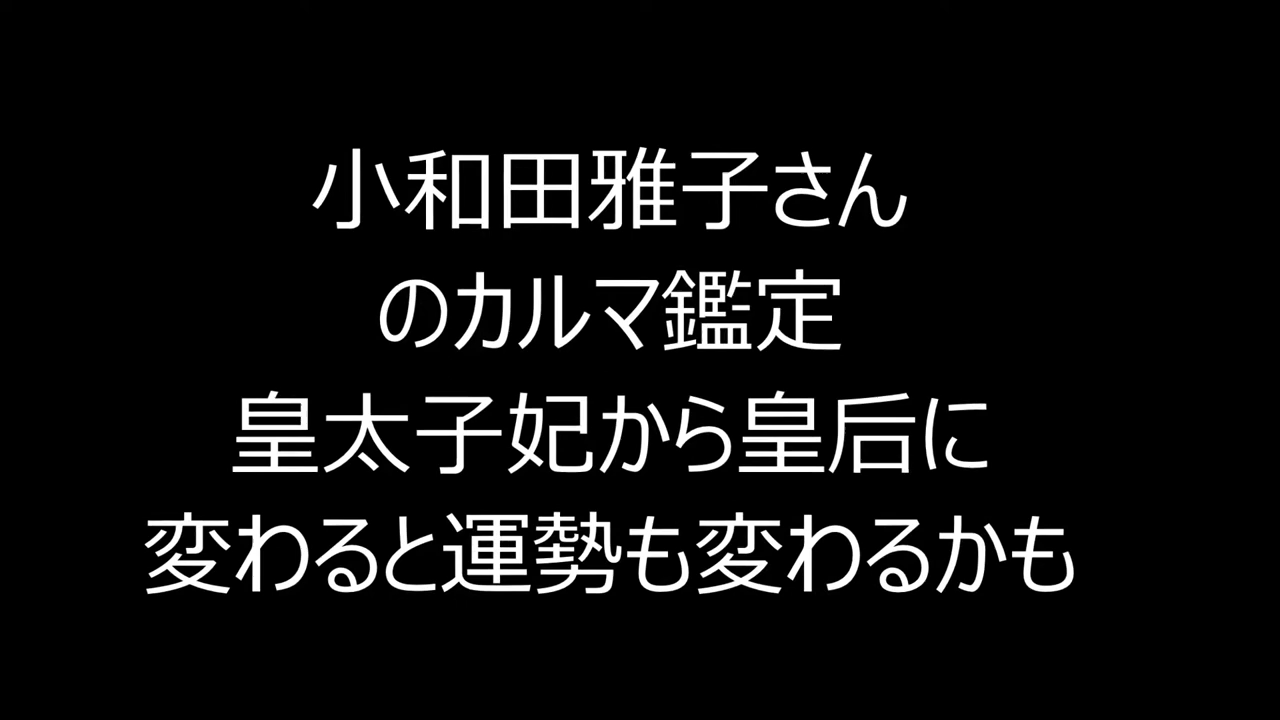 小和田雅子さん
のカルマ鑑定
皇太子妃から皇后に
変わると運勢も変わるかも